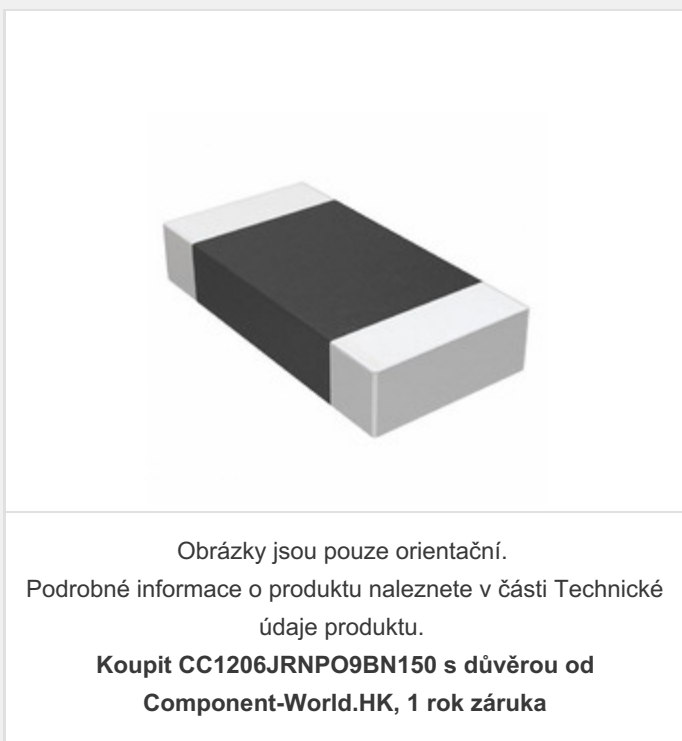 Obrázky jsou pouze orientační.
Podrobné informace o produktu naleznete v části Technické
údaje produktu.
Koupit CC1206JRNPO9BN150 s důvěrou od
Component-World.HK, 1 rok záruka